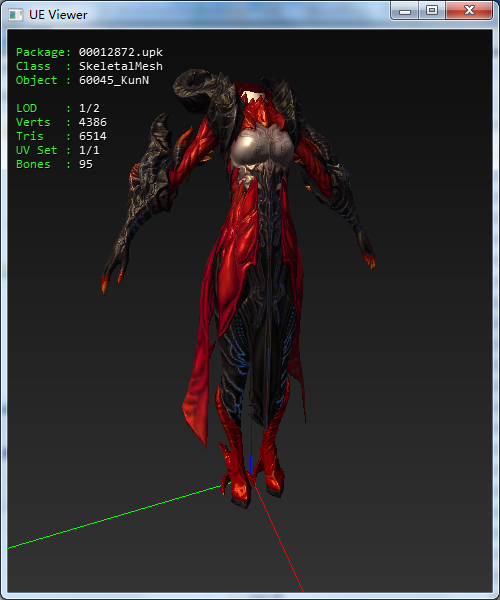 UE Viewer
Package: 00012872.upk
Class : SkeletalMesh
Object : 60045_KunN
LOD : 1/2
Verts : 4386
Tris : 6514
UV Set : 1/1
Bones : 95